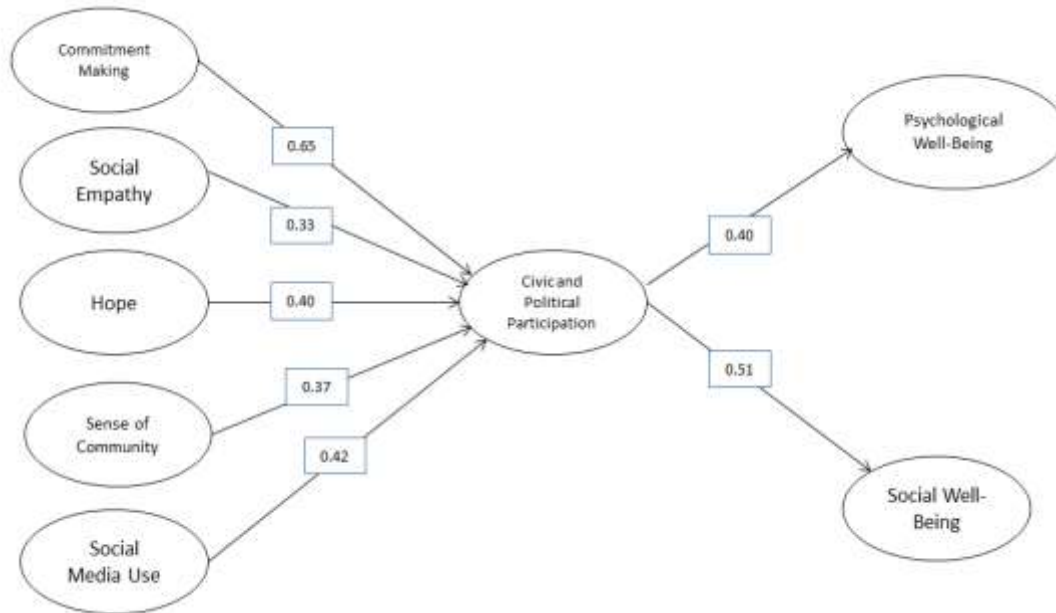 Commitment
Making
0.65
Social
Empathy
0.33
Hope
0.40
Sense of
Community
0.37
Social
Media Use
0.42
Civic and
Political
Participation
0.40
Psychological
Well-Being
0.51
Social Well-
Being